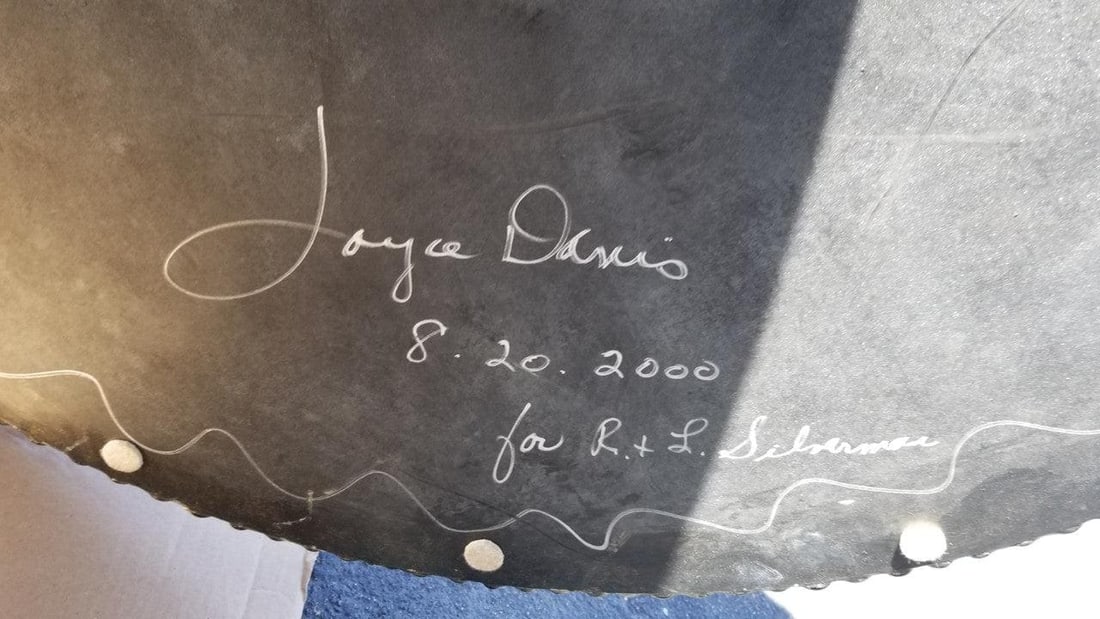 Joyce Davis
8. 20. 2000
for R. + L. Silverman